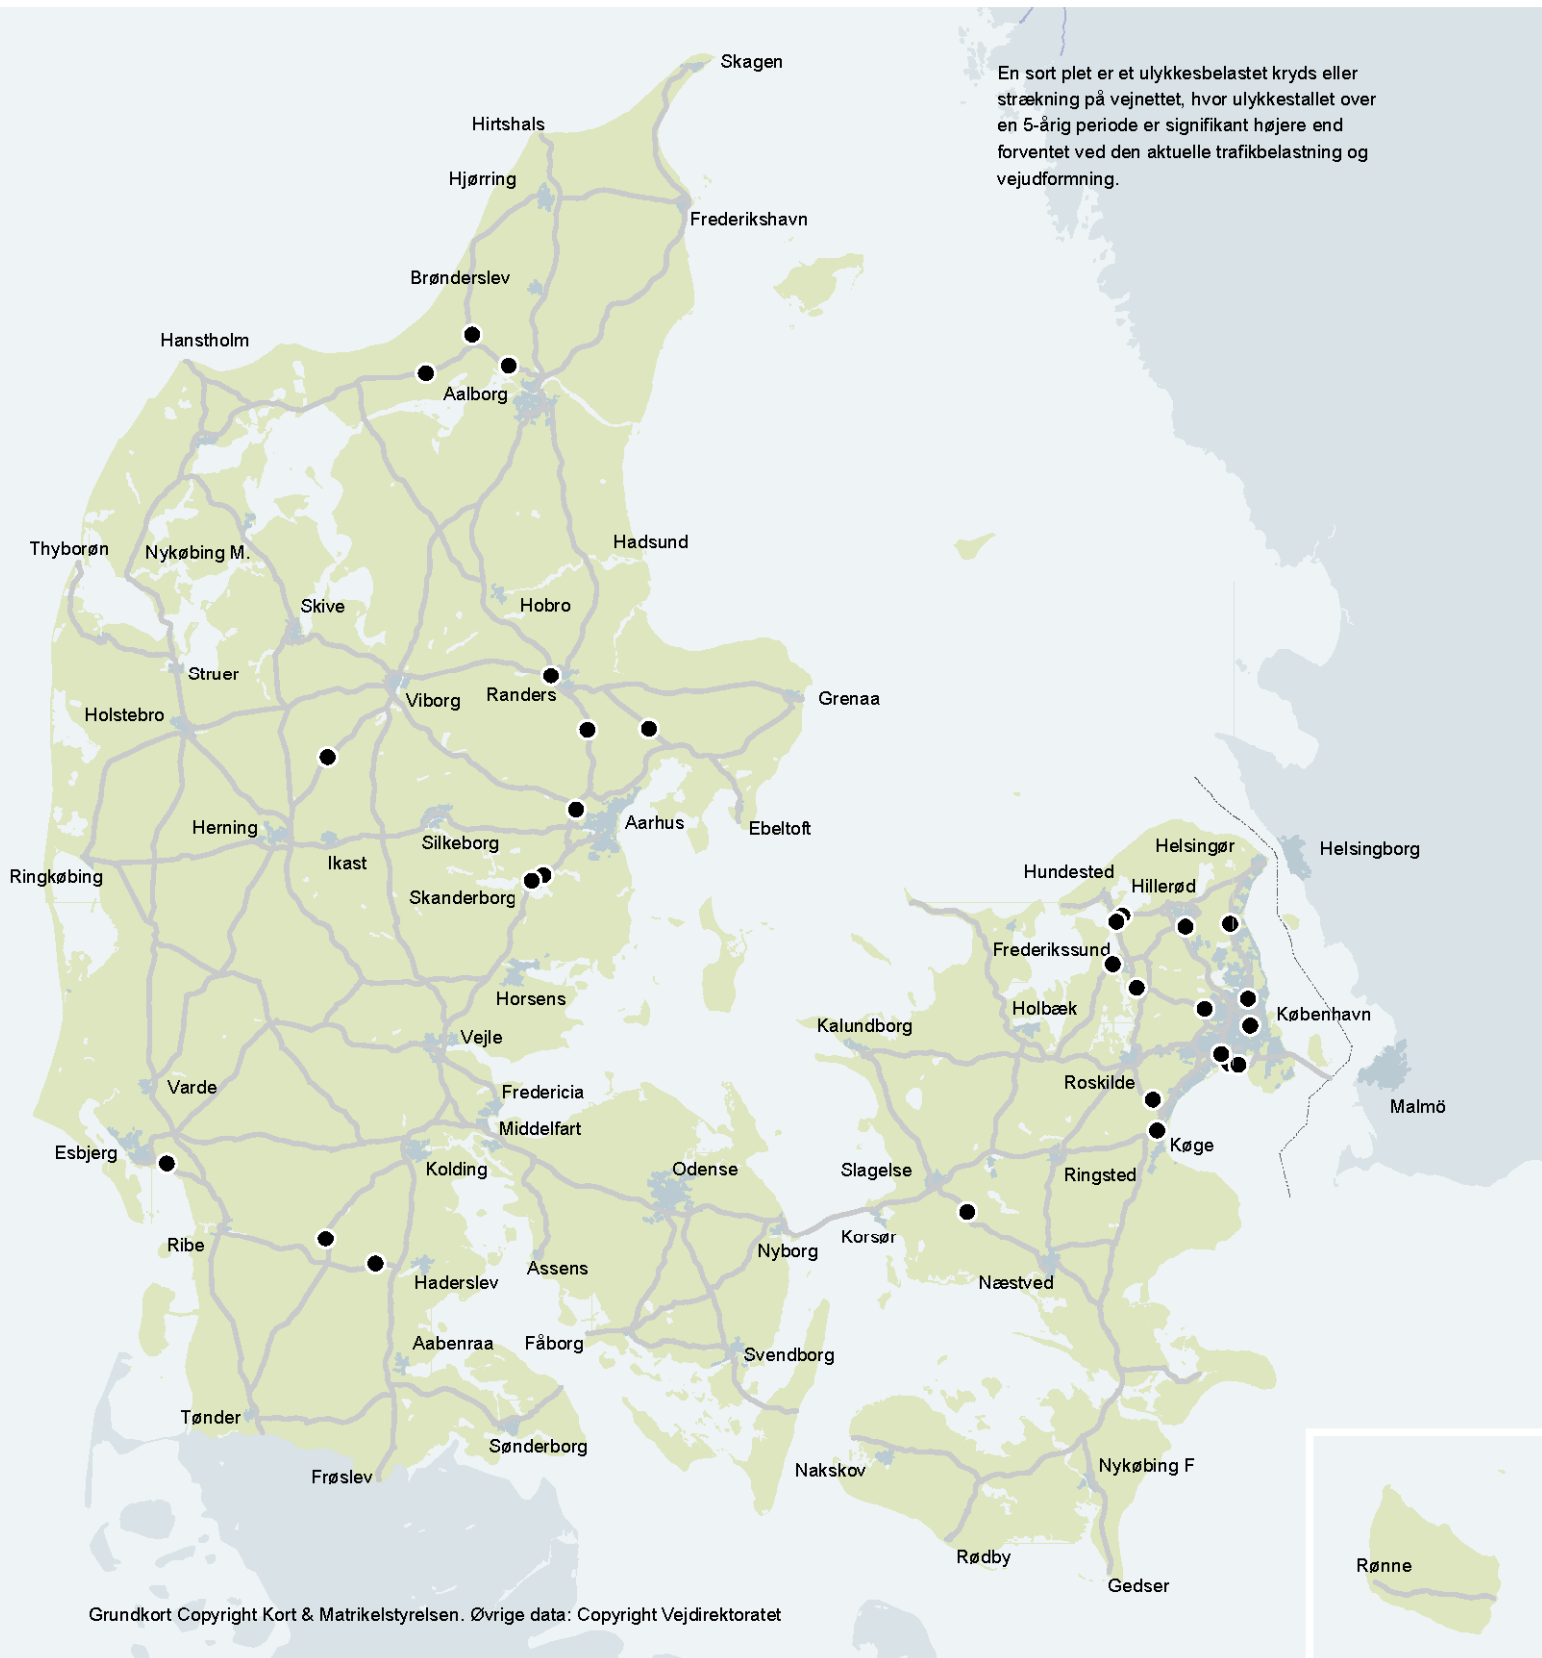 Skagen
En sort plet er et ulykkesbelastet kryds eller
strækning på vejnettet, hvor ulykkestallet over
en 5-årig periode er signifikant højere end
forventet ved den aktuelle trafikbelastning og
vejudformning.
Hirtshals
Hjørring
Frederikshavn
Brønderslev
Hanstholm
Aalborg
Hadsund
Thyborøn
Nykøbing M.
Hobro
Skive
Struer
Viborg
Randers
Grenaa
Holstebro
Herning
Aarhus
Ebeltoft
Silkeborg
Ikast
Helsingør
Helsingborg
Ringkøbing
Hundested
Hillerød
Skanderborg
Frederikssund
Horsens
Holbæk
København
Kalundborg
Vejle
Roskilde
Varde
Fredericia
Malmö
Middelfart
Esbjerg
Køge
Kolding
Odense
Slagelse
Ringsted
Korsør
Ribe
Nyborg
Assens
Haderslev
Næstved
Aabenraa
Fåborg
Svendborg
Tønder
Sønderborg
Nykøbing F
Nakskov
Frøslev
Rødby
Rønne
Gedser
Grundkort Copyright Kort & Matrikelstyrelsen. Øvrige data: Copyright Vejdirektoratet